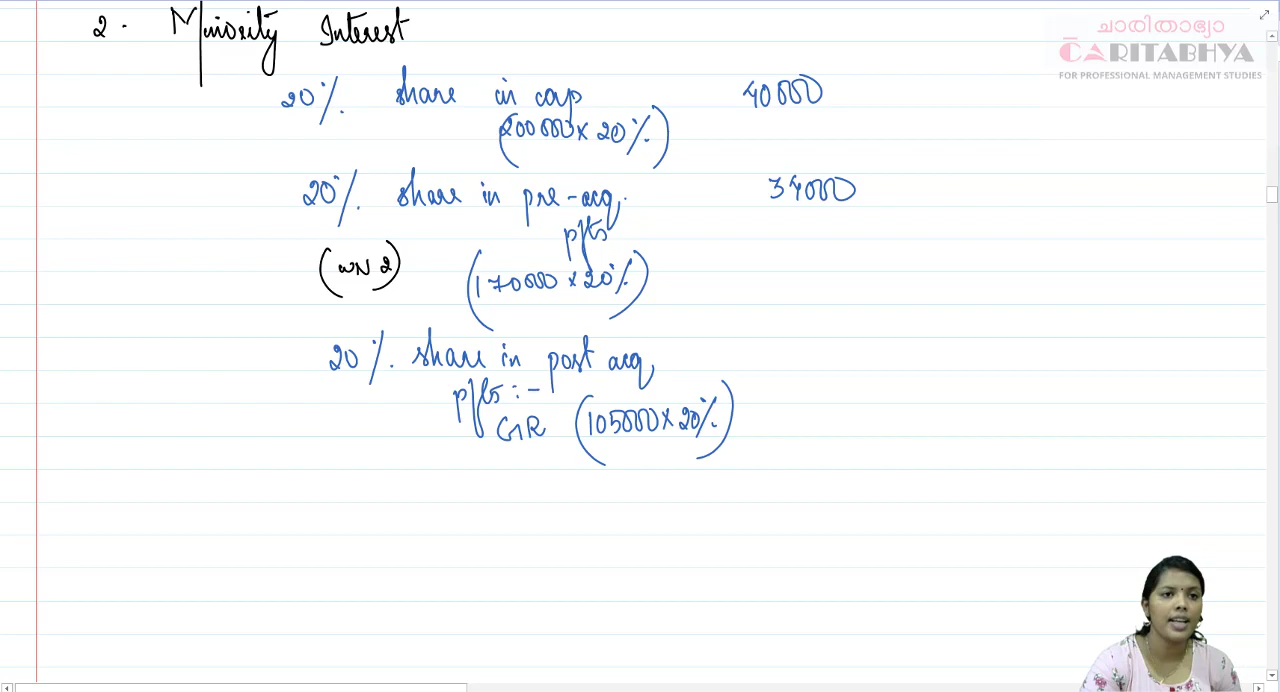 ചാരിതാഭ്യാ
CĀRITABHYA
FOR PROFESSIONAL MANAGEMENT STUDIES
2. Minority Interest
20% share in cap 40000
(200000 x 20%)
20% share in pre-acq. 34000
pfts
(WN 2) (170000 x 20%)
20% share in post acq.
pfts :-
GR (105000 x 20%)